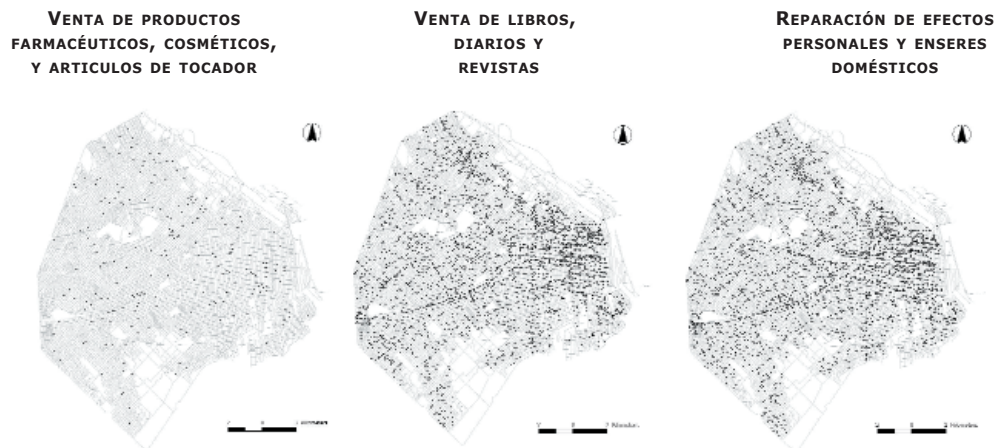 VENTA DE PRODUCTOS
FARMACÉUTICOS, COSMÉTICOS,
Y ARTICULOS DE TOCADOR
VENTA DE LIBROS,
DIARIOS Y
REVISTAS
REPARACIÓN DE EFECTOS
PERSONALES Y ENSERES
DOMÉSTICOS